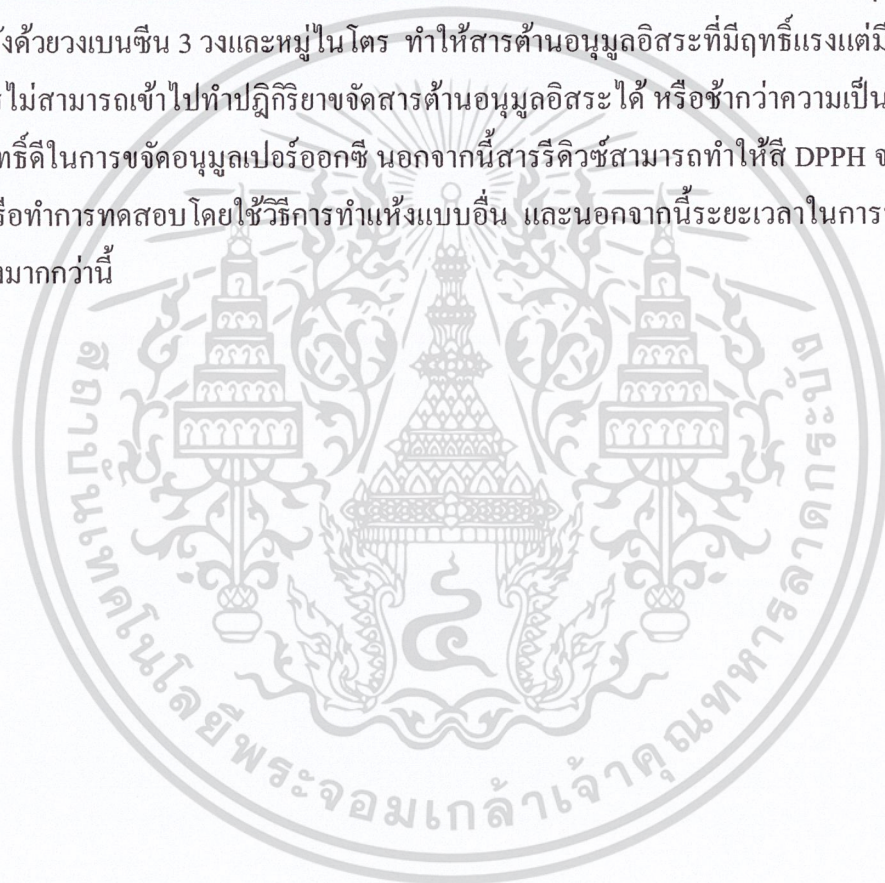 ังด้วยวงเบนซีน 3 วงและหมู่ไนโตร ทำให้สารต้านอนุมูลอิสระที่มีฤทธิ์แรงแต่มี
ไม่สามารถเข้าไปทำปฏิกิริยาขจัดสารต้านอนุมูลอิสระได้ หรือช้ากว่าความเป็น
ทธิ์ดีในการขจัดอนุมูลเปอร์ออกซี นอกจากนี้สารรีดิวซ์สามารถทำให้สี DPPH จ
รือทำการทดสอบโดยใช้วิธีการทำแห้งแบบอื่น และนอกจากนี้ระยะเวลาในการ
งมากกว่านี้
สถาบันเทคโนโลยีพระจอมเกล้าเจ้าคุณทหารลาดกระบัง